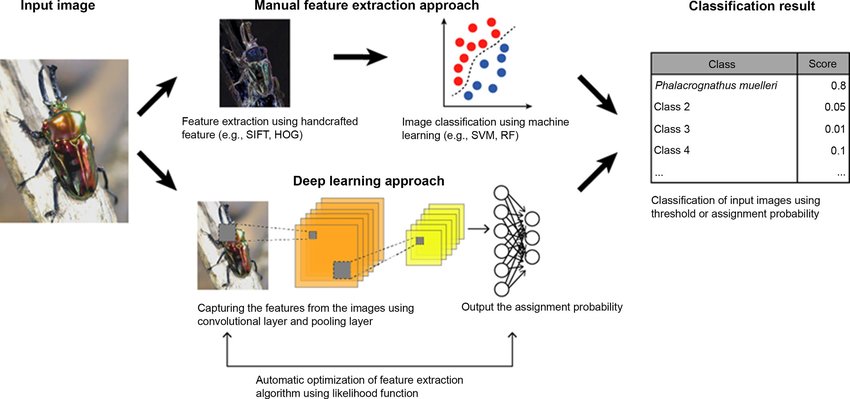 Input image
Manual feature extraction approach
Classification result
Feature extraction using handcrafted
feature (e.g., SIFT, HOG)
Image classification using machine
learning (e.g., SVM, RF)
Class Score
Phalacrognathus muelleri 0.8
Class 2 0.05
Class 3 0.01
Class 4 0.1
... ...
Classification of input images using
threshold or assignment probability
Deep learning approach
Capturing the features from the images using
convolutional layer and pooling layer
Output the assignment probability
Automatic optimization of feature extraction
algorithm using likelihood function